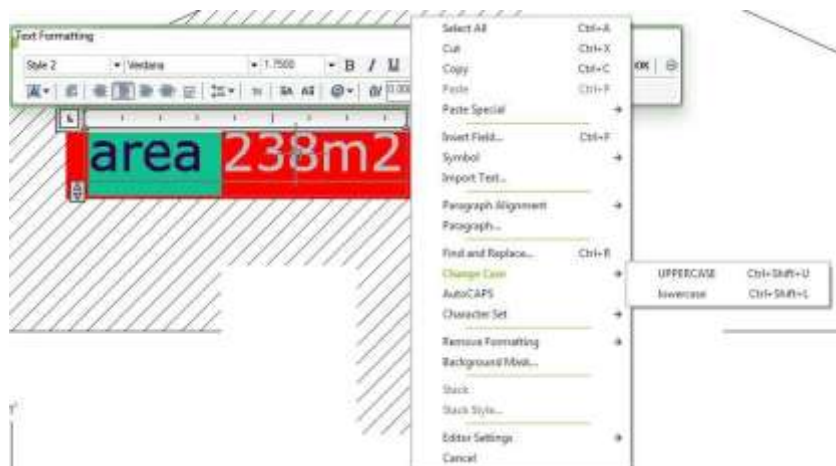 Text Formatting
Style 2 Verdana 1.7500 B I U OK
0.000
area 238m2
Select All Ctrl+A
Cut Ctrl+X
Copy Ctrl+C
Paste Ctrl+P
Paste Special
Insert Field... Ctrl+F
Symbol
Import Text...
Paragraph Alignment
Paragraph...
Find and Replace... Ctrl+R
Change Case
UPPERCASE Ctrl+Shift+U
lowercase Ctrl+Shift+L
AutoCAPS
Character Set
Remove Formatting
Background Mask...
Stack
Stack Style...
Editor Settings
Cancel